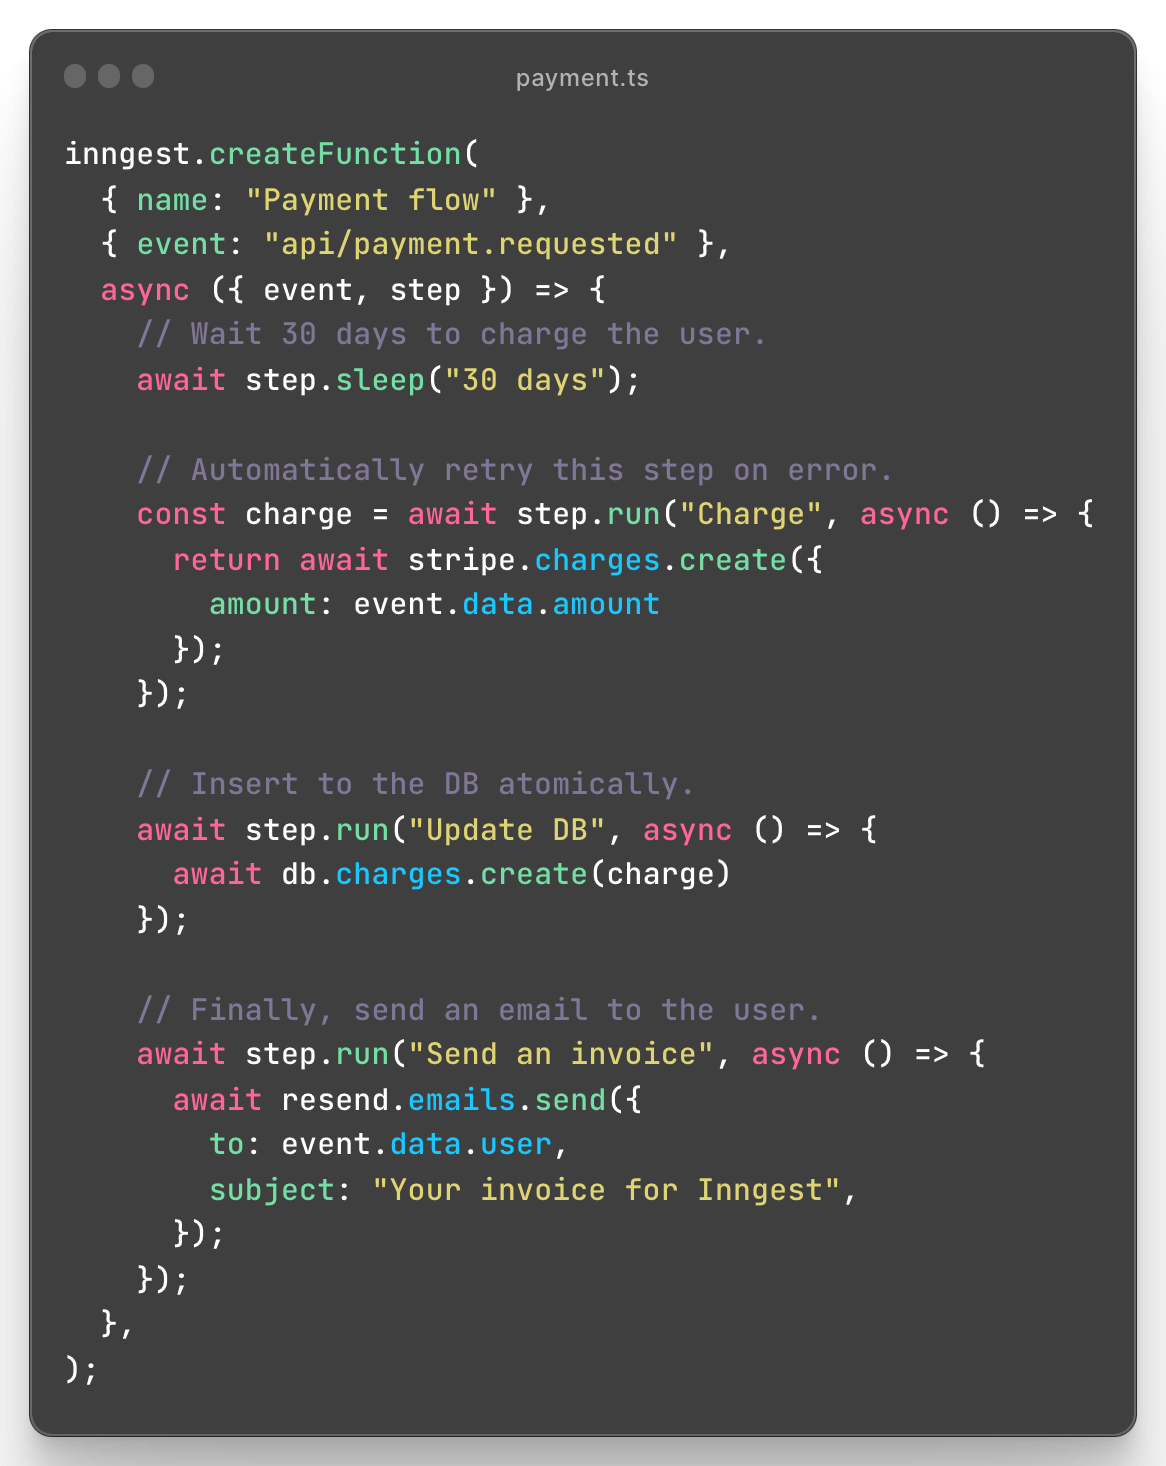 payment.ts
inngest.createFunction(
  { name: "Payment flow" },
  { event: "api/payment.requested" },
  async ({ event, step }) => {
    // Wait 30 days to charge the user.
    await step.sleep("30 days");

    // Automatically retry this step on error.
    const charge = await step.run("Charge", async () => {
      return await stripe.charges.create({
        amount: event.data.amount
      });
    });

    // Insert to the DB atomically.
    await step.run("Update DB", async () => {
      await db.charges.create(charge)
    });

    // Finally, send an email to the user.
    await step.run("Send an invoice", async () => {
      await resend.emails.send({
        to: event.data.user,
        subject: "Your invoice for Inngest",
      });
    });
  },
);